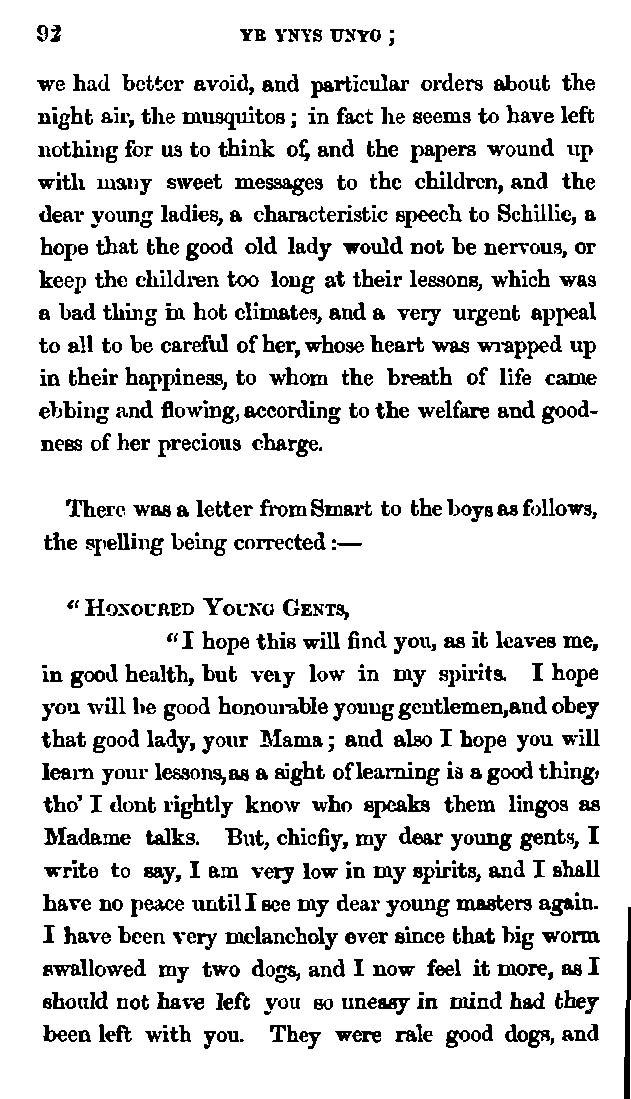 92 YE YNYS UNYO ;
we had better avoid, and particular orders about the
night air, the musquitos ; in fact he seems to have left
nothing for us to think of, and the papers wound up
with many sweet messages to the children, and the
dear young ladies, a characteristic speech to Schillie, a
hope that the good old lady would not be nervous, or
keep the children too long at their lessons, which was
a bad thing in hot climates, and a very urgent appeal
to all to be careful of her, whose heart was wrapped up
in their happiness, to whom the breath of life came
ebbing and flowing, according to the welfare and good-
ness of her precious charge.
There was a letter from Smart to the boys as follows,
the spelling being corrected :—
“ Honoured Young Gents,
“I hope this will find you, as it leaves me,
in good health, but very low in my spirits. I hope
you will be good honourable young gentlemen, and obey
that good lady, your Mama ; and also I hope you will
learn your lessons, as a sight of learning is a good thing,
tho’ I dont rightly know who speaks them lingos as
Madame talks. But, chiefly, my dear young gents, I
write to say, I am very low in my spirits, and I shall
have no peace until I see my dear young masters again.
I have been very melancholy ever since that big worm
swallowed my two dogs, and I now feel it more, as I
should not have left you so uneasy in mind had they
been left with you. They were rale good dogs, and